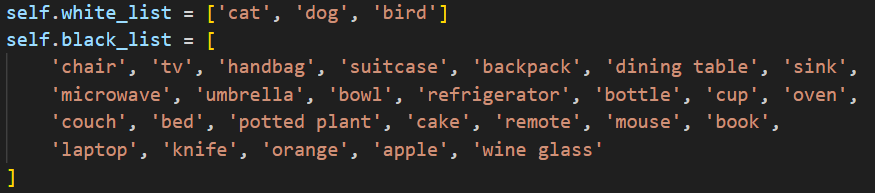 self.white_list = ['cat', 'dog', 'bird']
self.black_list = [
    'chair', 'tv', 'handbag', 'suitcase', 'backpack', 'dining table', 'sink',
    'microwave', 'umbrella', 'bowl', 'refrigerator', 'bottle', 'cup', 'oven',
    'couch', 'bed', 'potted plant', 'cake', 'remote', 'mouse', 'book',
    'laptop', 'knife', 'orange', 'apple', 'wine glass'
]